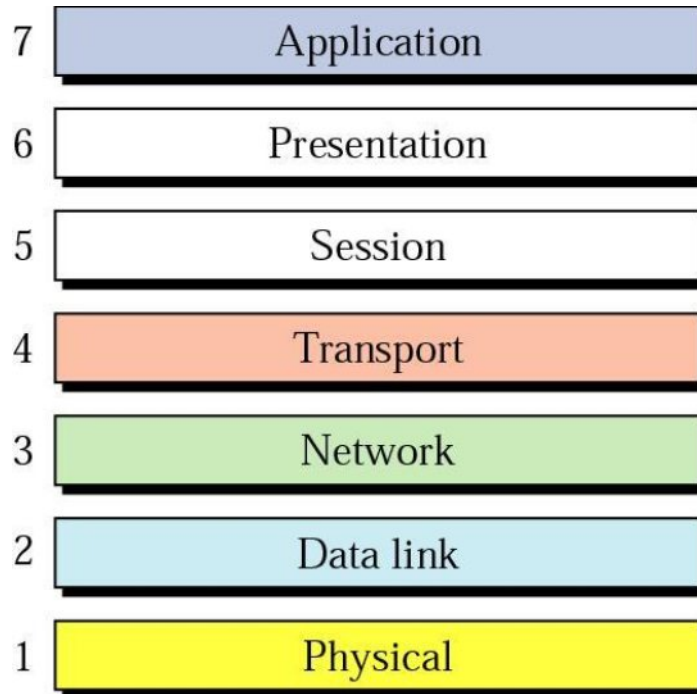 7 Application
6 Presentation
5 Session
4 Transport
3 Network
2 Data link
1 Physical